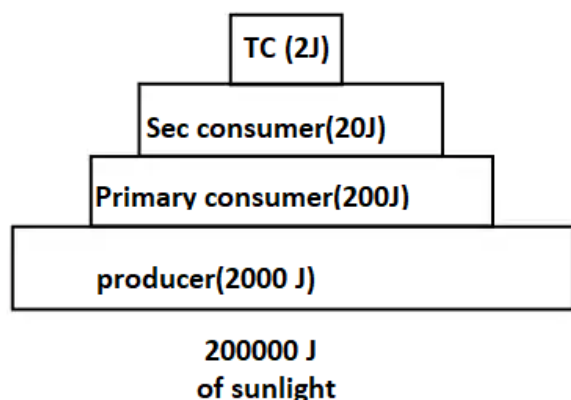 TC (2J)
Sec consumer(20J)
Primary consumer(200J)
producer(2000 J)
200000 J
of sunlight